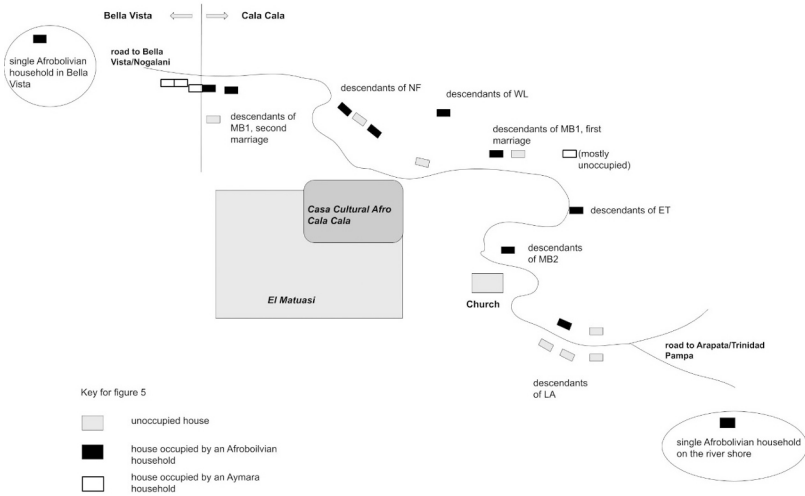 Bella Vista
Cala Cala
single Afrobolivian
household in Bella
Vista
road to Bella
Vista/Nogalani
descendants of
MB1, second
marriage
descendants of NF
descendants of WL
descendants of MB1, first
marriage
(mostly
unoccupied)
descendants of ET
Casa Cultural Afro
Cala Cala
El Matuasi
descendants
of MB2
Church
road to Arapata/Trinidad
Pampa
descendants
of LA
single Afrobolivian household
on the river shore
Key for figure 5
unoccupied house
house occupied by an Afroboilvian
household
house occupied by an Aymara
household